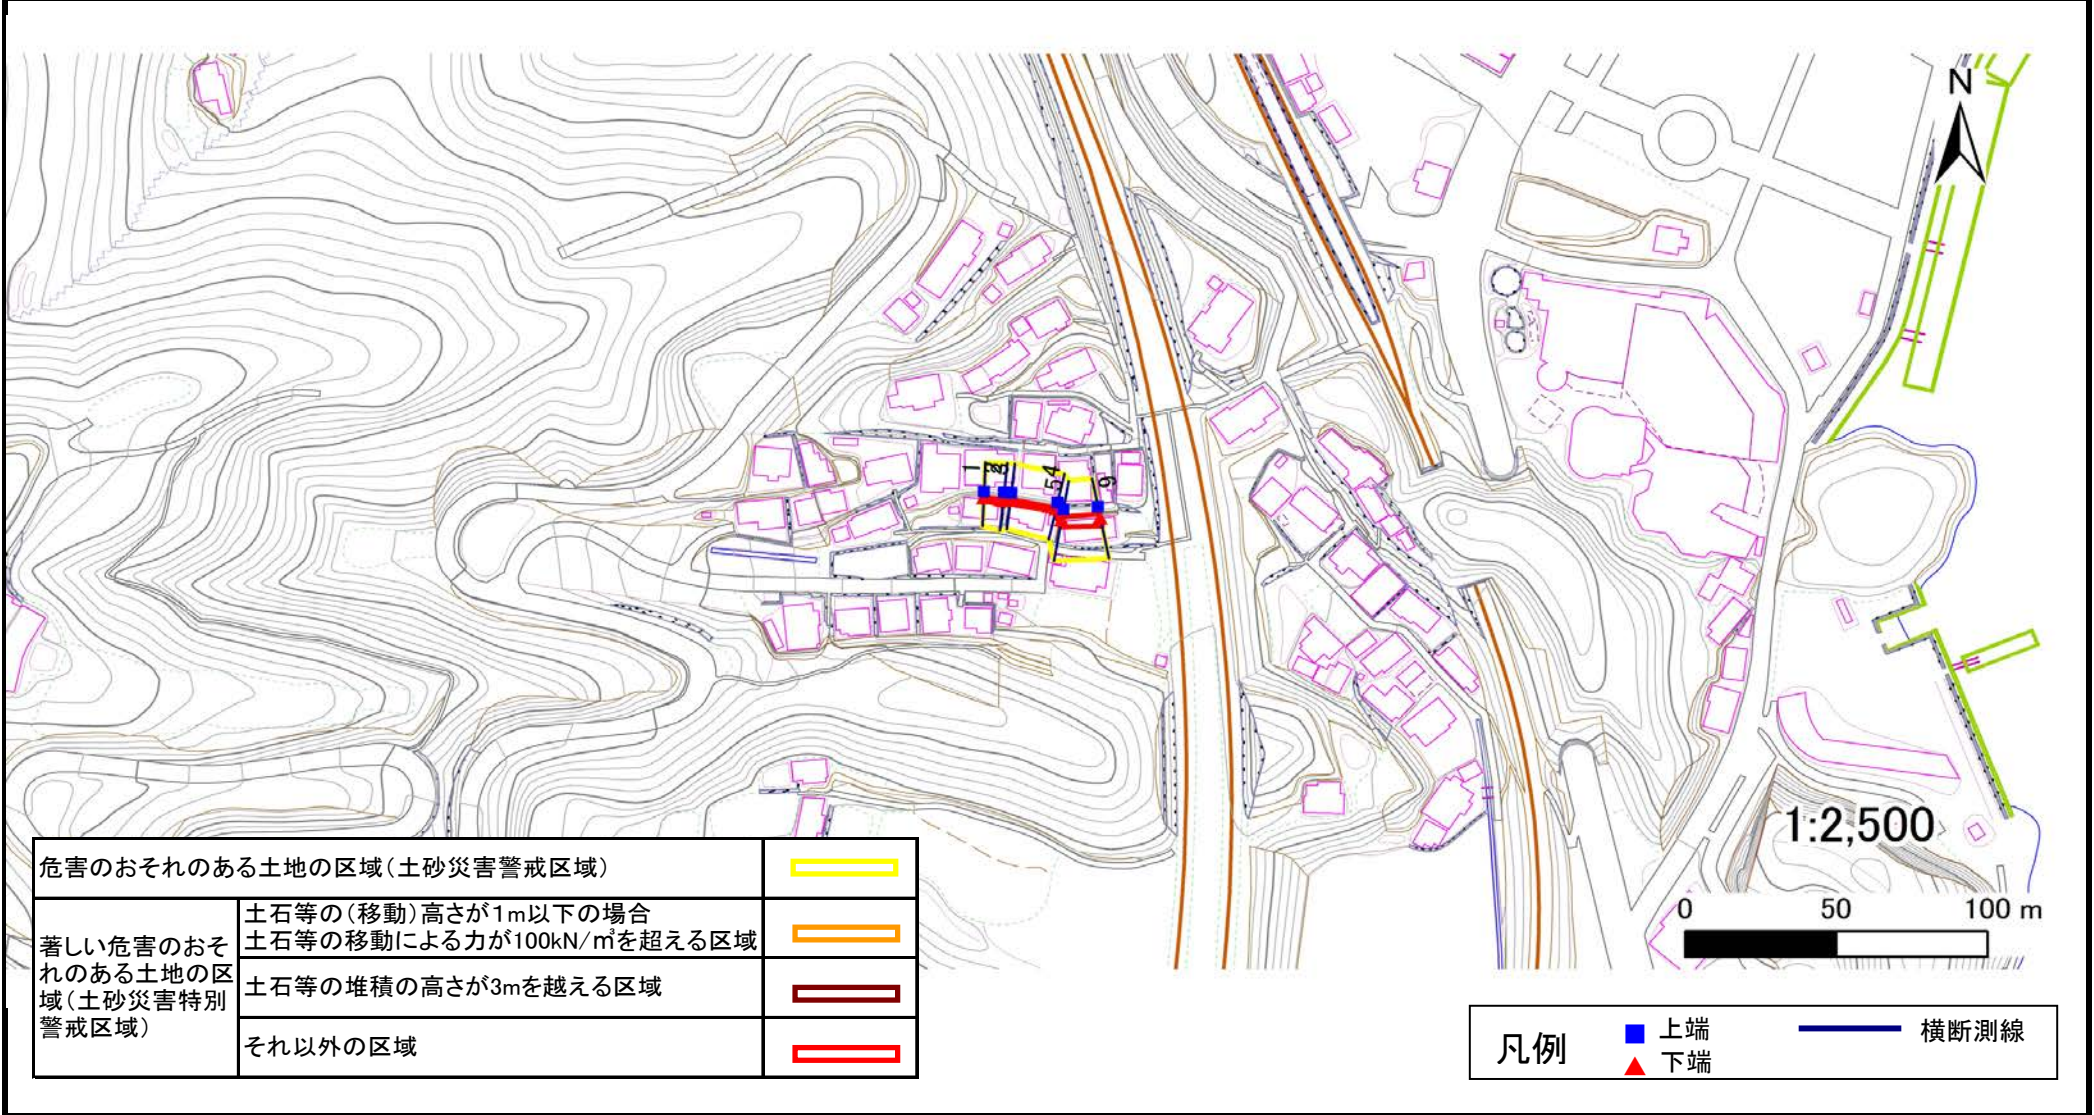 N
1
2
3
4
5
6
1:2,500
0 50 100 m
危害のおそれのある土地の区域(土砂災害警戒区域)
著しい危害のおそ
れのある土地の区
域(土砂災害特別
警戒区域)
土石等の(移動)高さが1m以下の場合
土石等の移動による力が100kN/㎥を超える区域
土石等の堆積の高さが3mを越える区域
それ以外の区域
凡例
上端
下端
横断測線